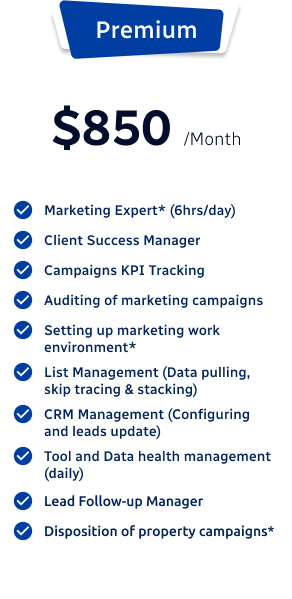 Premium
$850 /Month
Marketing Expert* (6hrs/day)
Client Success Manager
Campaigns KPI Tracking
Auditing of marketing campaigns
Setting up marketing work
environment*
List Management (Data pulling,
skip tracing & stacking)
CRM Management (Configuring
and leads update)
Tool and Data health management
(daily)
Lead Follow-up Manager
Disposition of property campaigns*